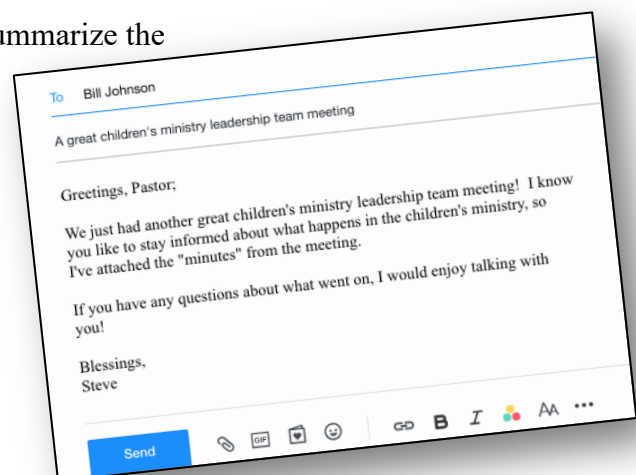 ummarize the
To Bill Johnson
A great children's ministry leadership team meeting
Greetings, Pastor;
We just had another great children's ministry leadership team meeting!  I know
you like to stay informed about what happens in the children's ministry, so
I've attached the "minutes" from the meeting.
If you have any questions about what went on, I would enjoy talking with
you!
Blessings,
Steve
Send GIF B I AA